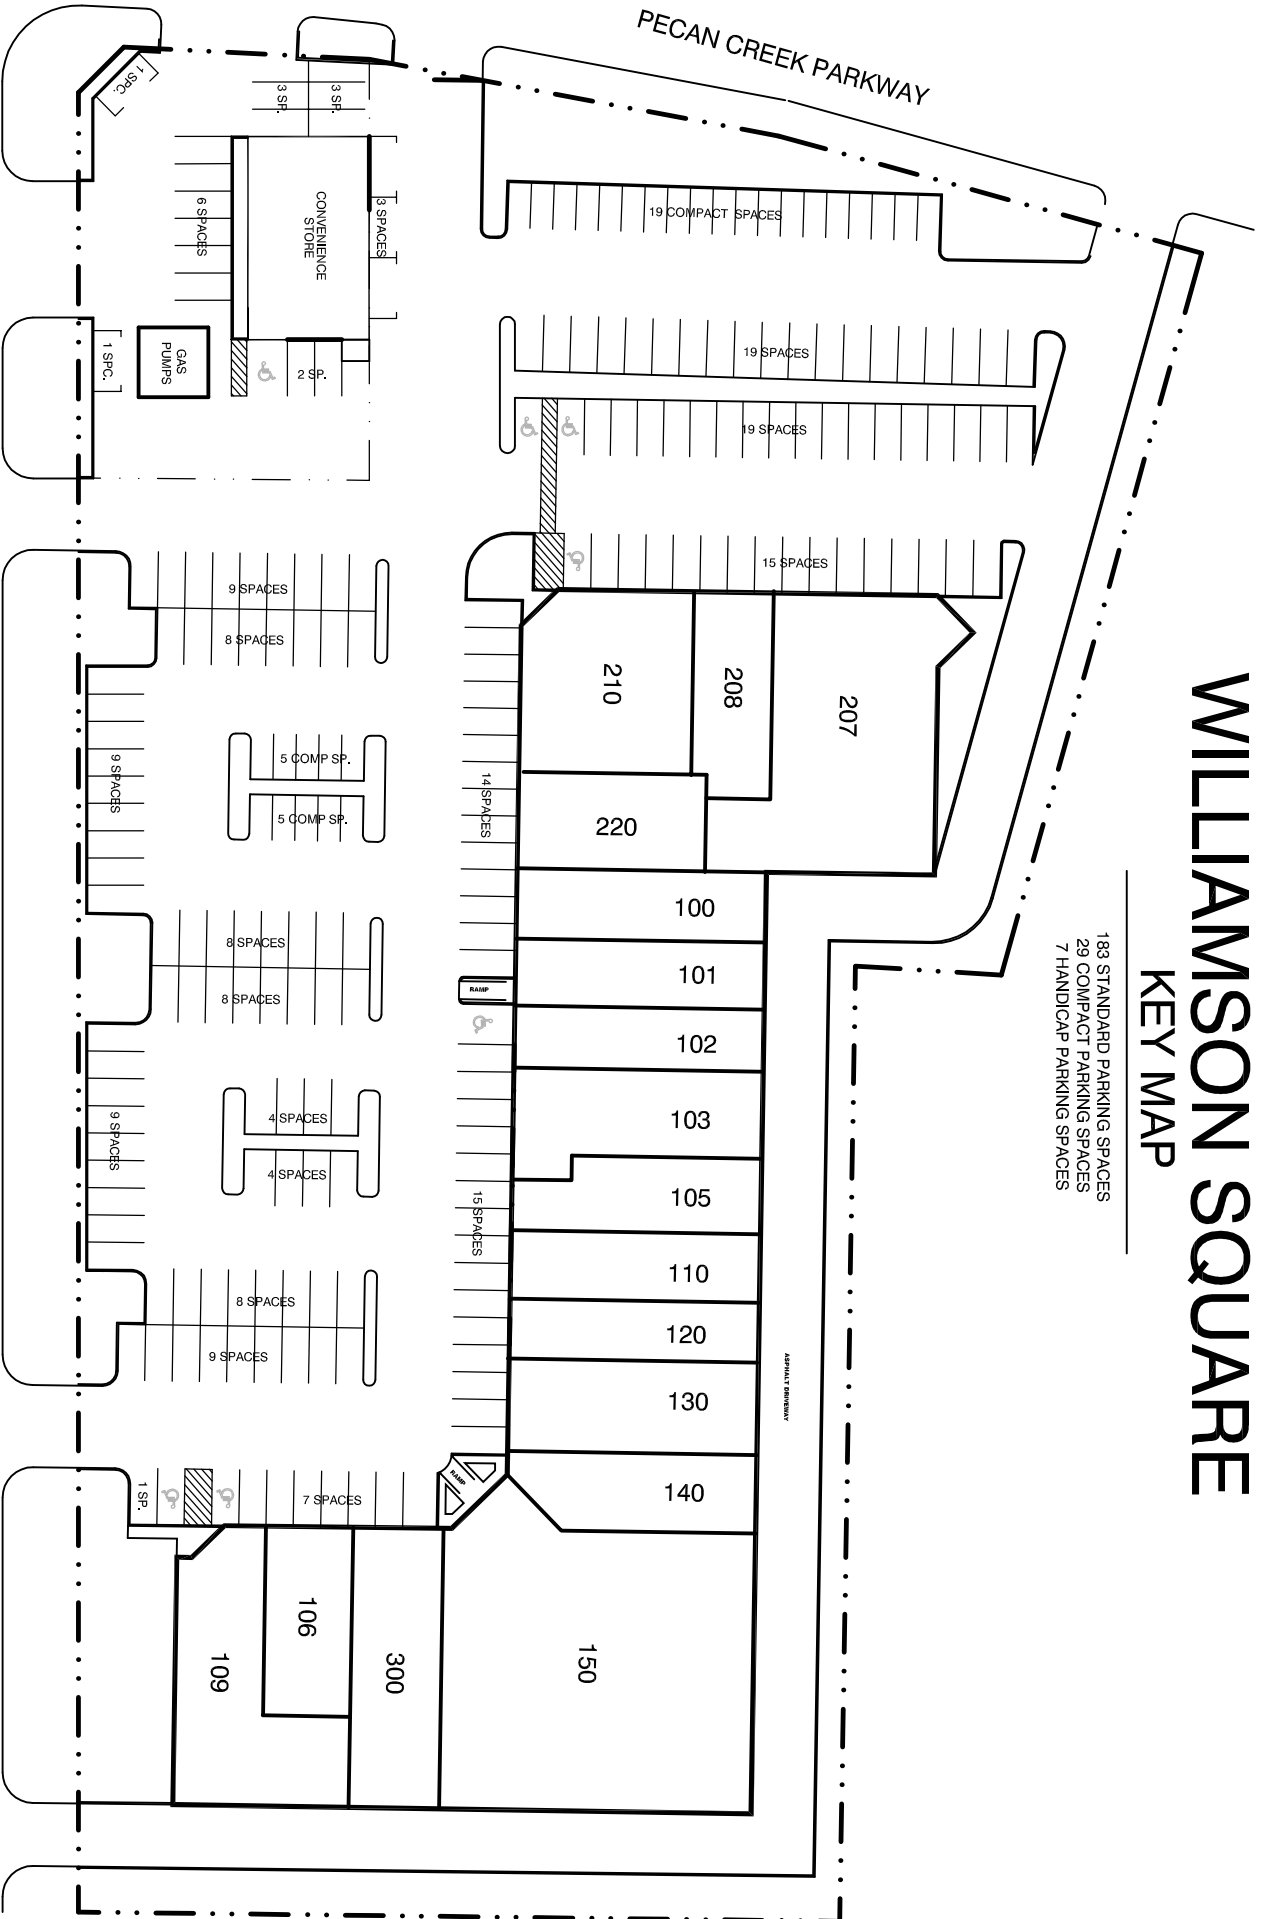 PECAN CREEK PARKWAY
WILLIAMSON SQUARE
KEY MAP
183 STANDARD PARKING SPACES
29 COMPACT PARKING SPACES
7 HANDICAP PARKING SPACES
1 SPC.
3 SP.
3 SP.
6 SPACES
CONVENIENCE
STORE
3 SPACES
19 COMPACT SPACES
1 SPC.
GAS
PUMPS
2 SP.
19 SPACES
19 SPACES
15 SPACES
9 SPACES
8 SPACES
210
208
207
9 SPACES
5 COMP SP.
5 COMP SP.
14 SPACES
220
100
8 SPACES
8 SPACES
101
RAMP
102
9 SPACES
4 SPACES
4 SPACES
103
15 SPACES
105
110
8 SPACES
9 SPACES
120
ASPHALT DRIVEWAY
130
140
RAMP
1 SP.
7 SPACES
109
106
300
150